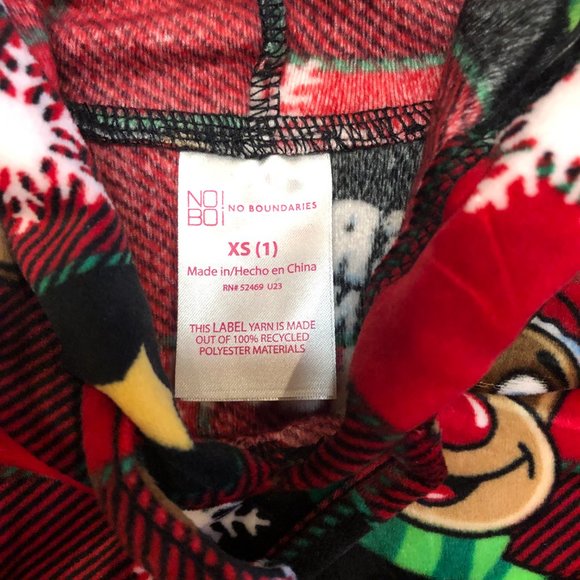 NO!
BO!
NO BOUNDARIES
XS (1)
Made in/Hecho en China
RN# 52469 U23
THIS LABEL YARN IS MADE
OUT OF 100% RECYCLED
POLYESTER MATERIALS